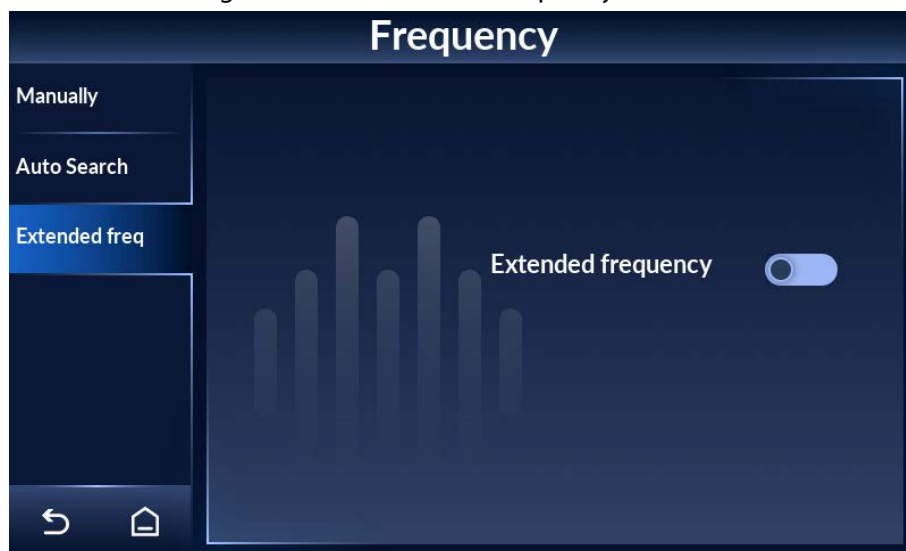 Frequency
Manually
Auto Search
Extended freq
Extended frequency